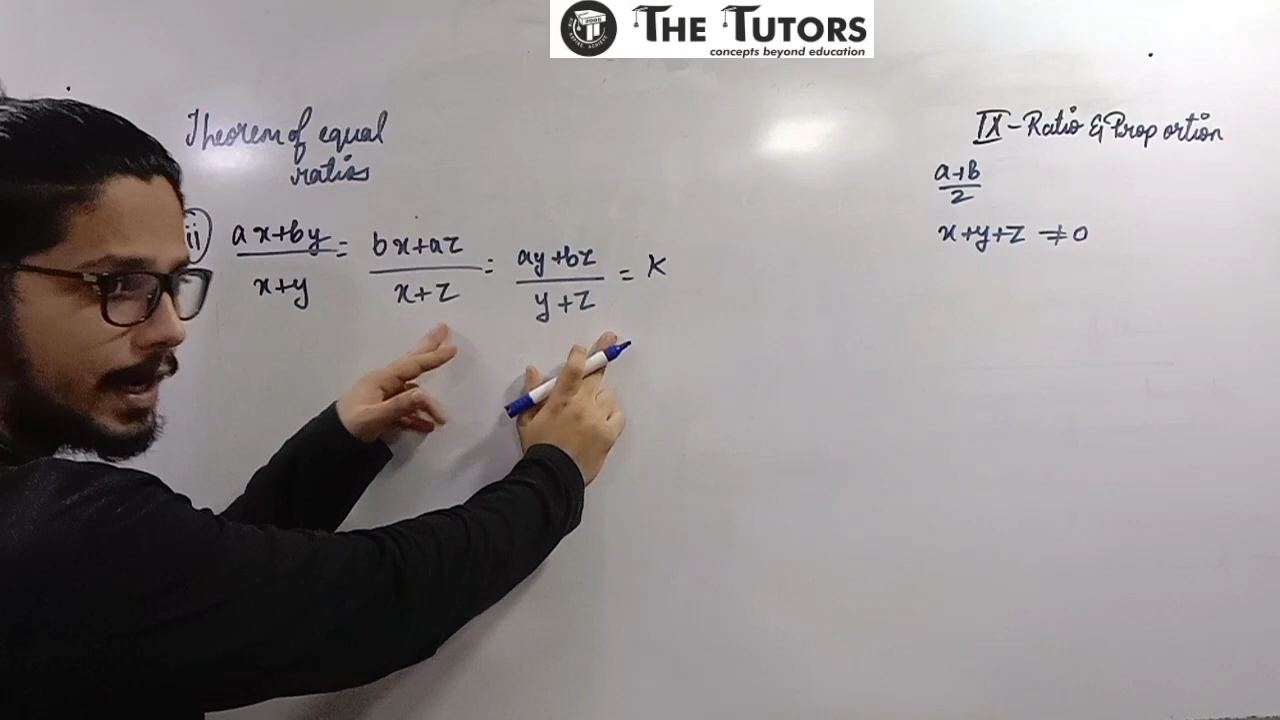 THE TUTORS
concepts beyond education
Theorem of equal
ratios
IX - Ratio & Proportion
a+b
2
x+y+z ≠ 0
ii) ax+by / x+y = bx+az / x+z = ay+bz / y+z = K